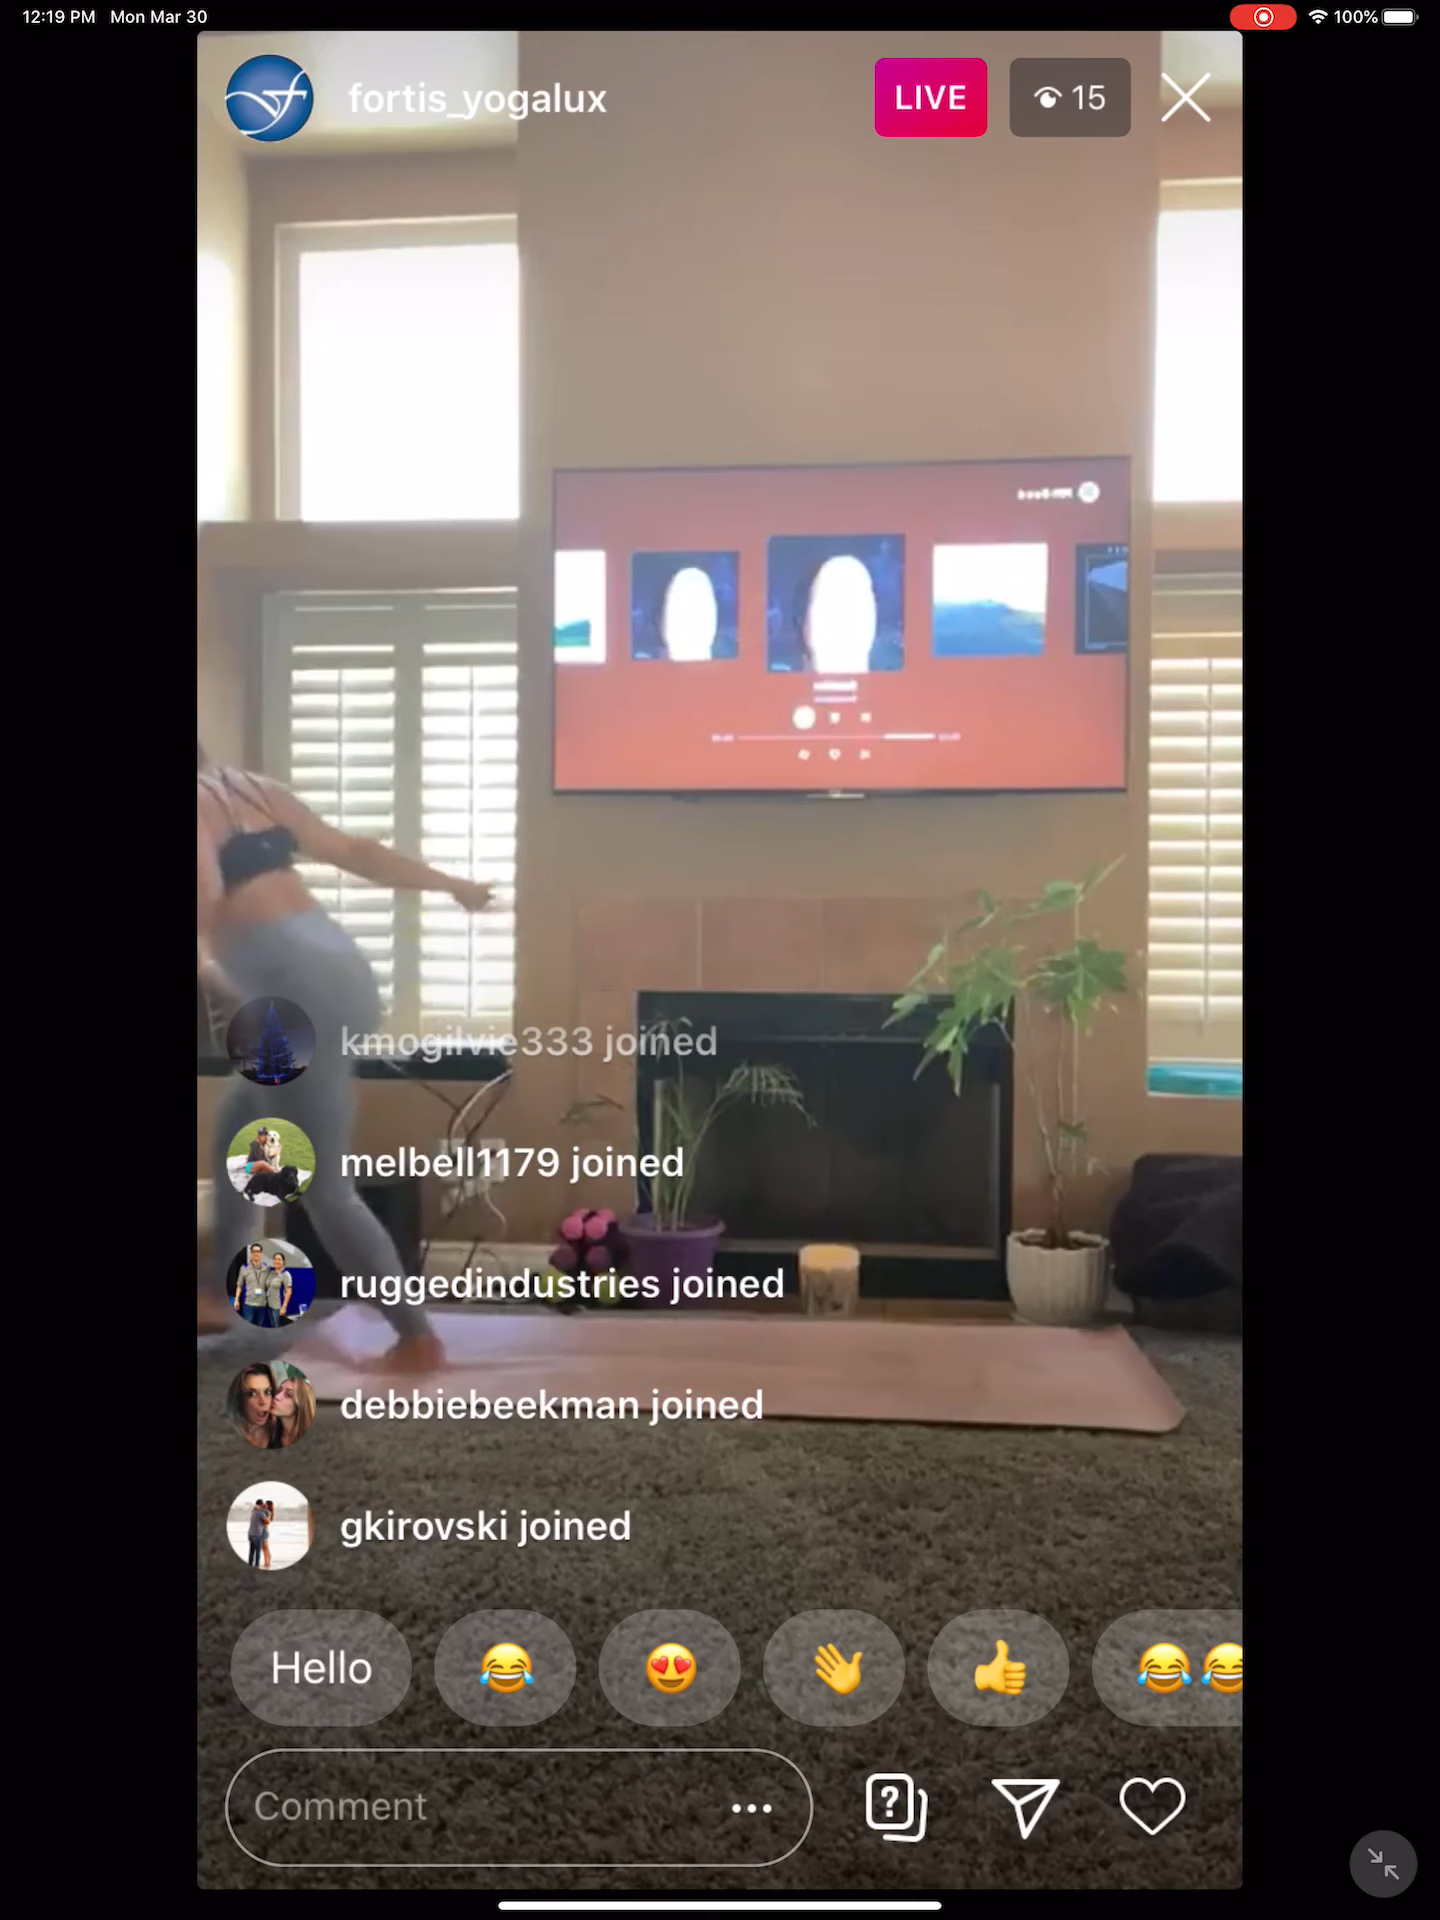 12:19 PM Mon Mar 30
100%
fortis_yogalux
LIVE
15
kmogilvie333 joined
melbell1179 joined
ruggedindustries joined
debbiebeekman joined
gkirovski joined
Hello
Comment